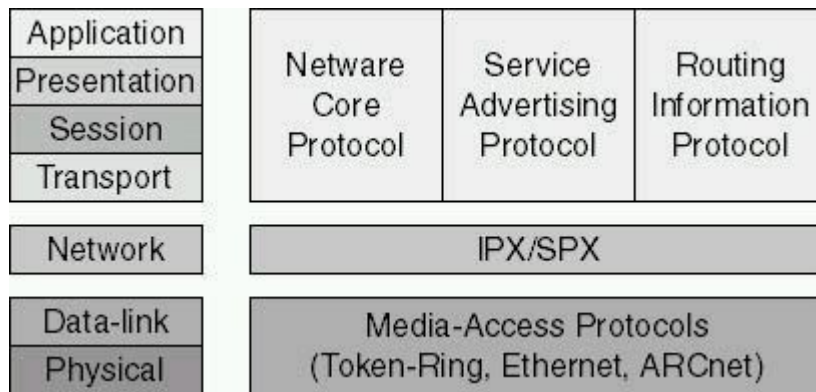 Application
Presentation
Session
Transport
Network
Data-link
Physical
Netware
Core
Protocol
Service
Advertising
Protocol
Routing
Information
Protocol
IPX/SPX
Media-Access Protocols
(Token-Ring, Ethernet, ARCnet)